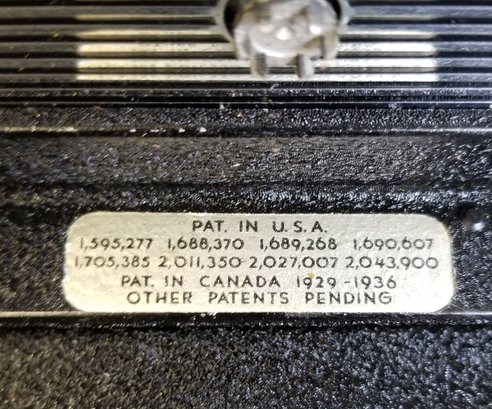 PAT. IN U.S.A.
1,595,277 1,688,370 1,689,268 1,690,607
1,705,385 2,011,350 2,027,007 2,043,900
PAT. IN CANADA 1929-1936
OTHER PATENTS PENDING